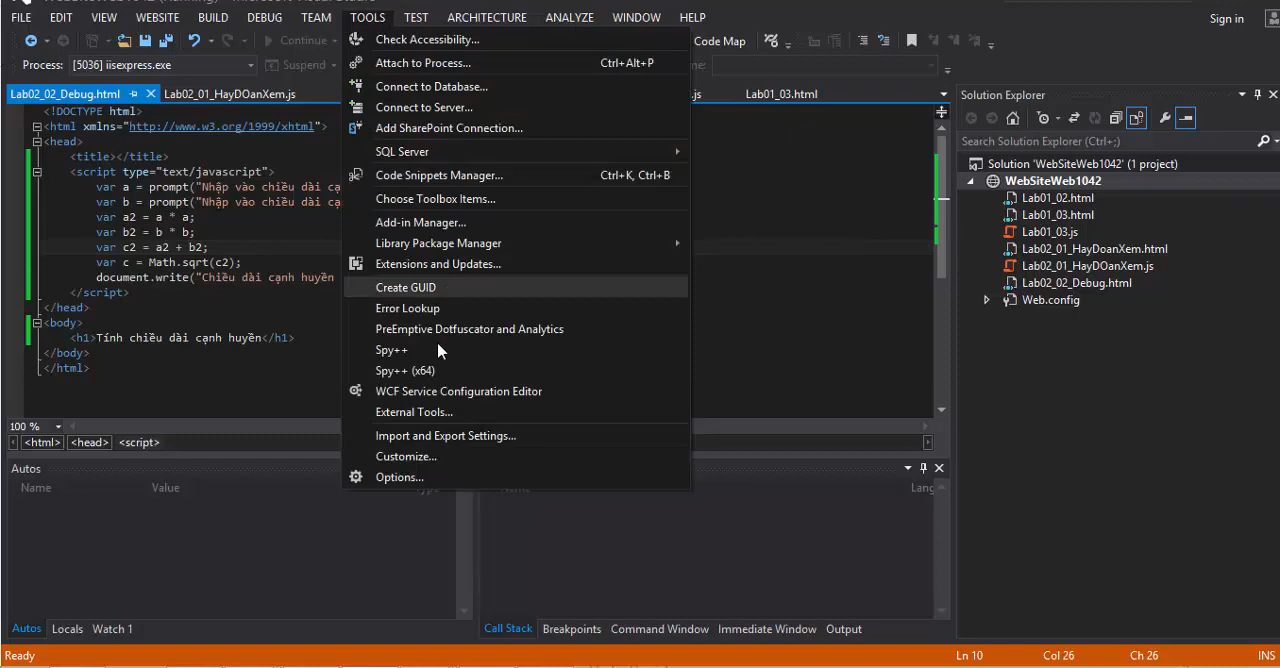 FILE EDIT VIEW WEBSITE BUILD DEBUG TEAM TOOLS TEST ARCHITECTURE ANALYZE WINDOW HELP Sign in
Continue
Code Map
Process: [5036] iisexpress.exe
Suspend
Lab02_02_Debug.html
Lab02_01_HayDOanXem.js
.js
Lab01_03.html
<!DOCTYPE html>
<html xmlns="http://www.w3.org/1999/xhtml">
<head>
<title></title>
<script type="text/javascript">
var a = prompt("Nhập vào chiều dài cạ
var b = prompt("Nhập vào chiều dài cạ
var a2 = a * a;
var b2 = b * b;
var c2 = a2 + b2;
var c = Math.sqrt(c2);
document.write("Chiều dài cạnh huyền
</script>
</head>
<body>
<h1>Tính chiều dài cạnh huyền</h1>
</body>
</html>
100 %
<html> <head> <script>
Check Accessibility...
Attach to Process... Ctrl+Alt+P
Connect to Database...
Connect to Server...
Add SharePoint Connection...
SQL Server
Code Snippets Manager... Ctrl+K, Ctrl+B
Choose Toolbox Items...
Add-in Manager...
Library Package Manager
Extensions and Updates...
Create GUID
Error Lookup
PreEmptive Dotfuscator and Analytics
Spy++
Spy++ (x64)
WCF Service Configuration Editor
External Tools...
Import and Export Settings...
Customize...
Options...
Solution Explorer
Search Solution Explorer (Ctrl+;)
Solution 'WebSiteWeb1042' (1 project)
WebSiteWeb1042
Lab01_02.html
Lab01_03.html
Lab01_03.js
Lab02_01_HayDoanXem.html
Lab02_01_HayDOanXem.js
Lab02_02_Debug.html
Web.config
Autos
Name Value
Lang
Autos Locals Watch 1
Call Stack Breakpoints Command Window Immediate Window Output
Ready Ln 10 Col 26 Ch 26 INS